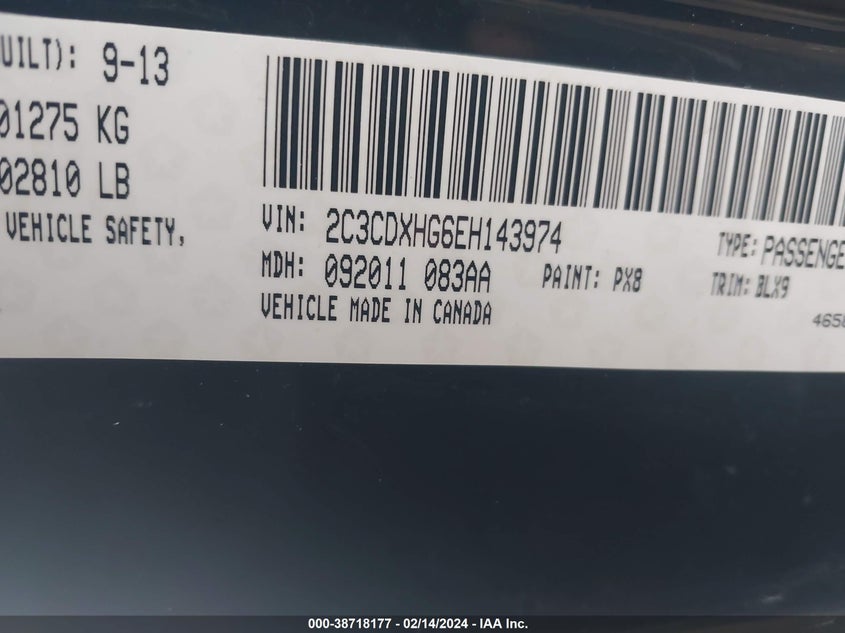 UILT): 9-13
01275 KG
02810 LB
VEHICLE SAFETY,
VIN: 2C3CDXHG6EH143974
TYPE: PASSENGE
MDH: 092011 083AA PAINT: PX8 TRIM: BLX9
VEHICLE MADE IN CANADA
4658
000-38718177 - 02/14/2024 - IAA Inc.